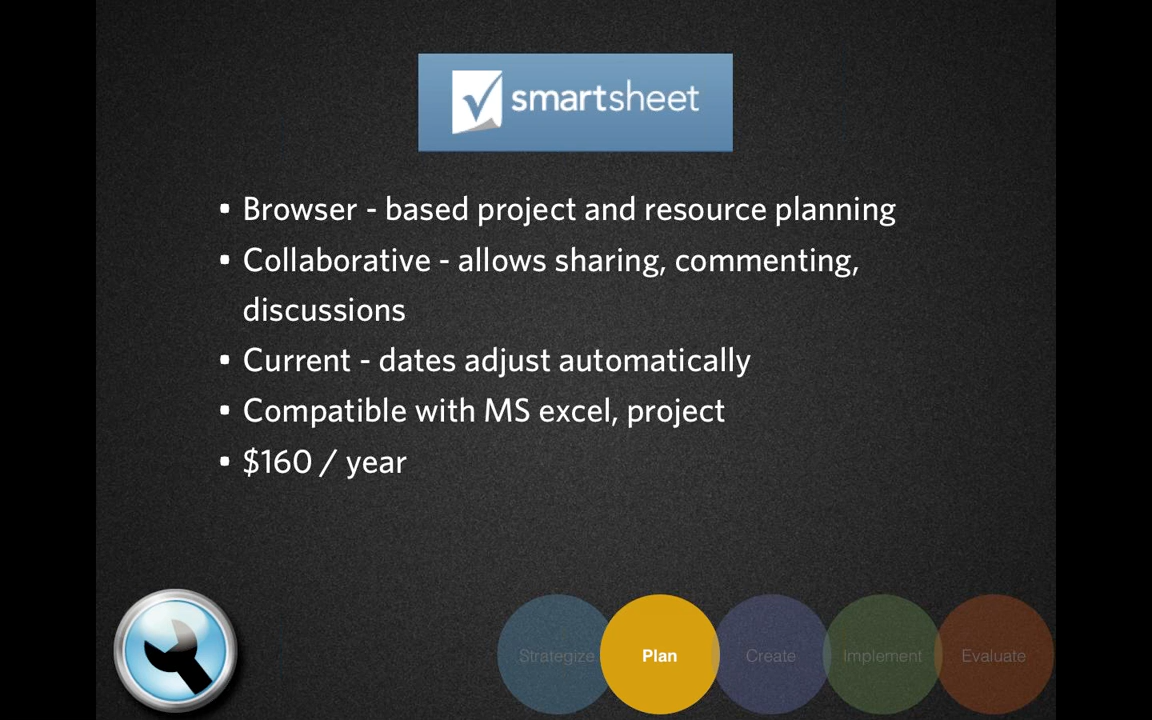 smartsheet
• Browser - based project and resource planning
• Collaborative - allows sharing, commenting,
discussions
• Current - dates adjust automatically
• Compatible with MS excel, project
• $160 / year
Strategize Plan Create Implement Evaluate